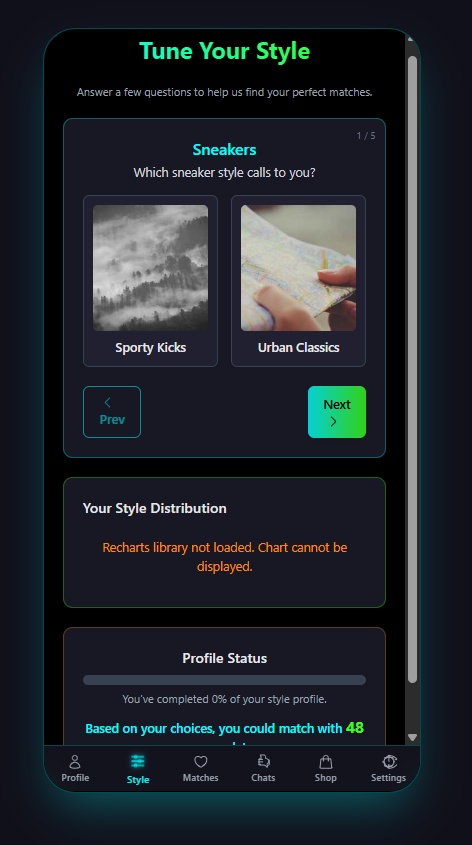 Tune Your Style
Answer a few questions to help us find your perfect matches.
1 / 5
Sneakers
Which sneaker style calls to you?
Sporty Kicks
Urban Classics
Prev
Next
Your Style Distribution
Recharts library not loaded. Chart cannot be
displayed.
Profile Status
You've completed 0% of your style profile.
Based on your choices, you could match with 48
Profile
Style
Matches
Chats
Shop
Settings